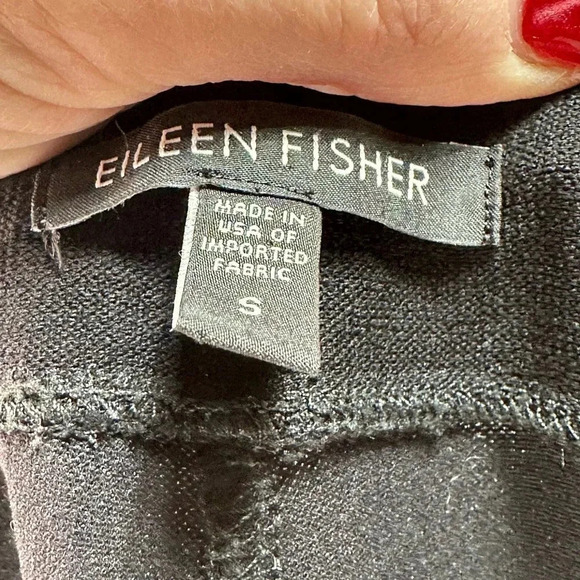 EILEEN FISHER
MADE IN
USA OF
IMPORTED
FABRIC
S